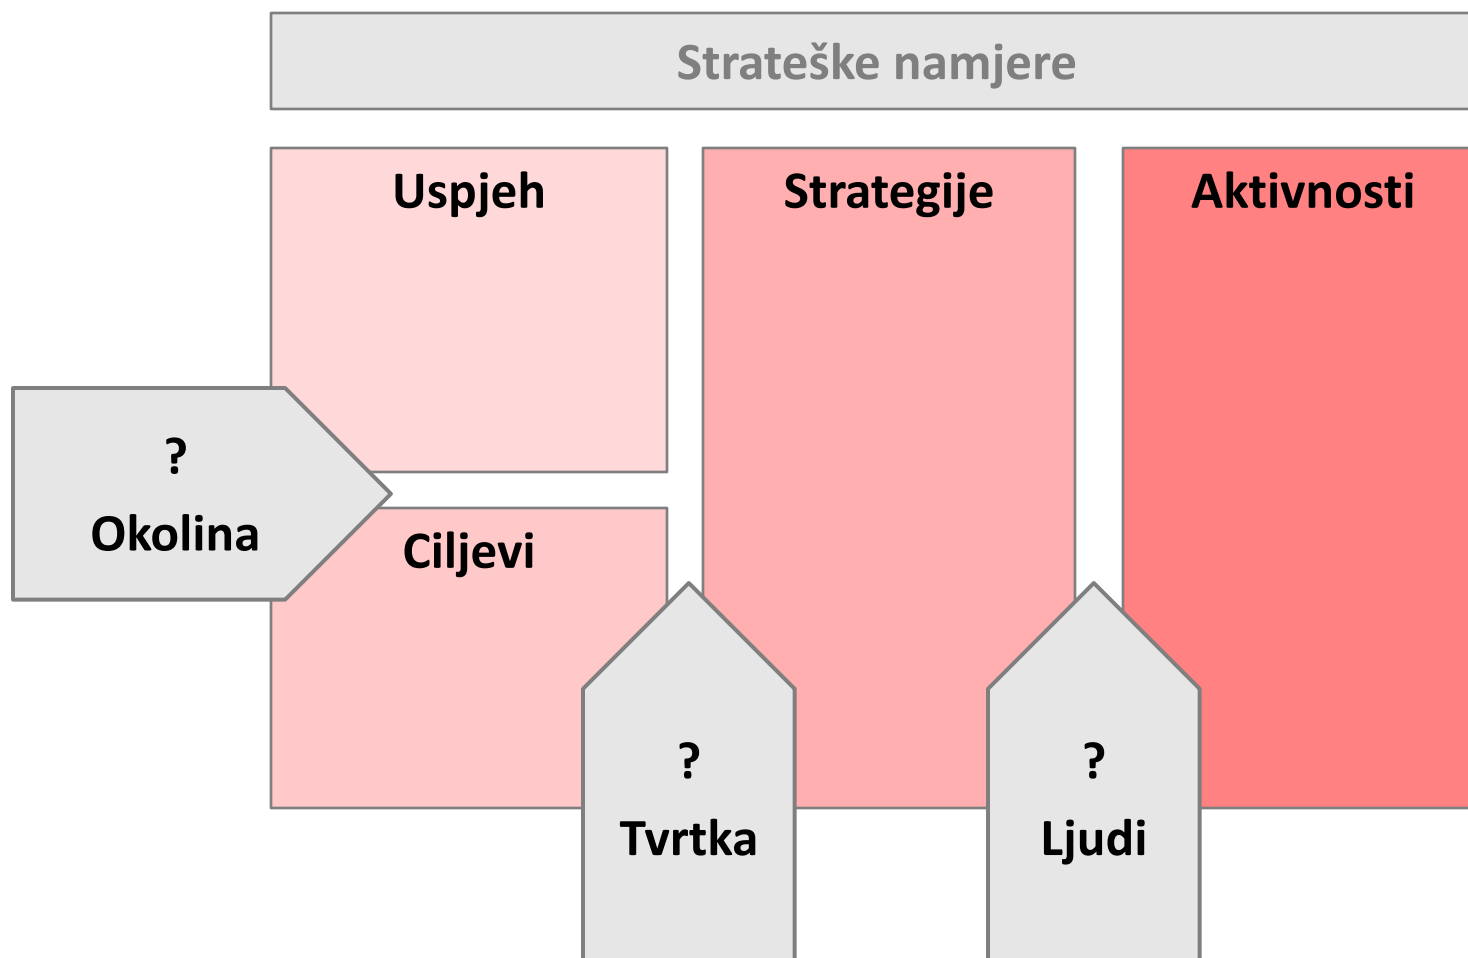 Strateške namjere
Uspjeh
Strategije
Aktivnosti
?
Okolina
Ciljevi
?
Tvrtka
?
Ljudi